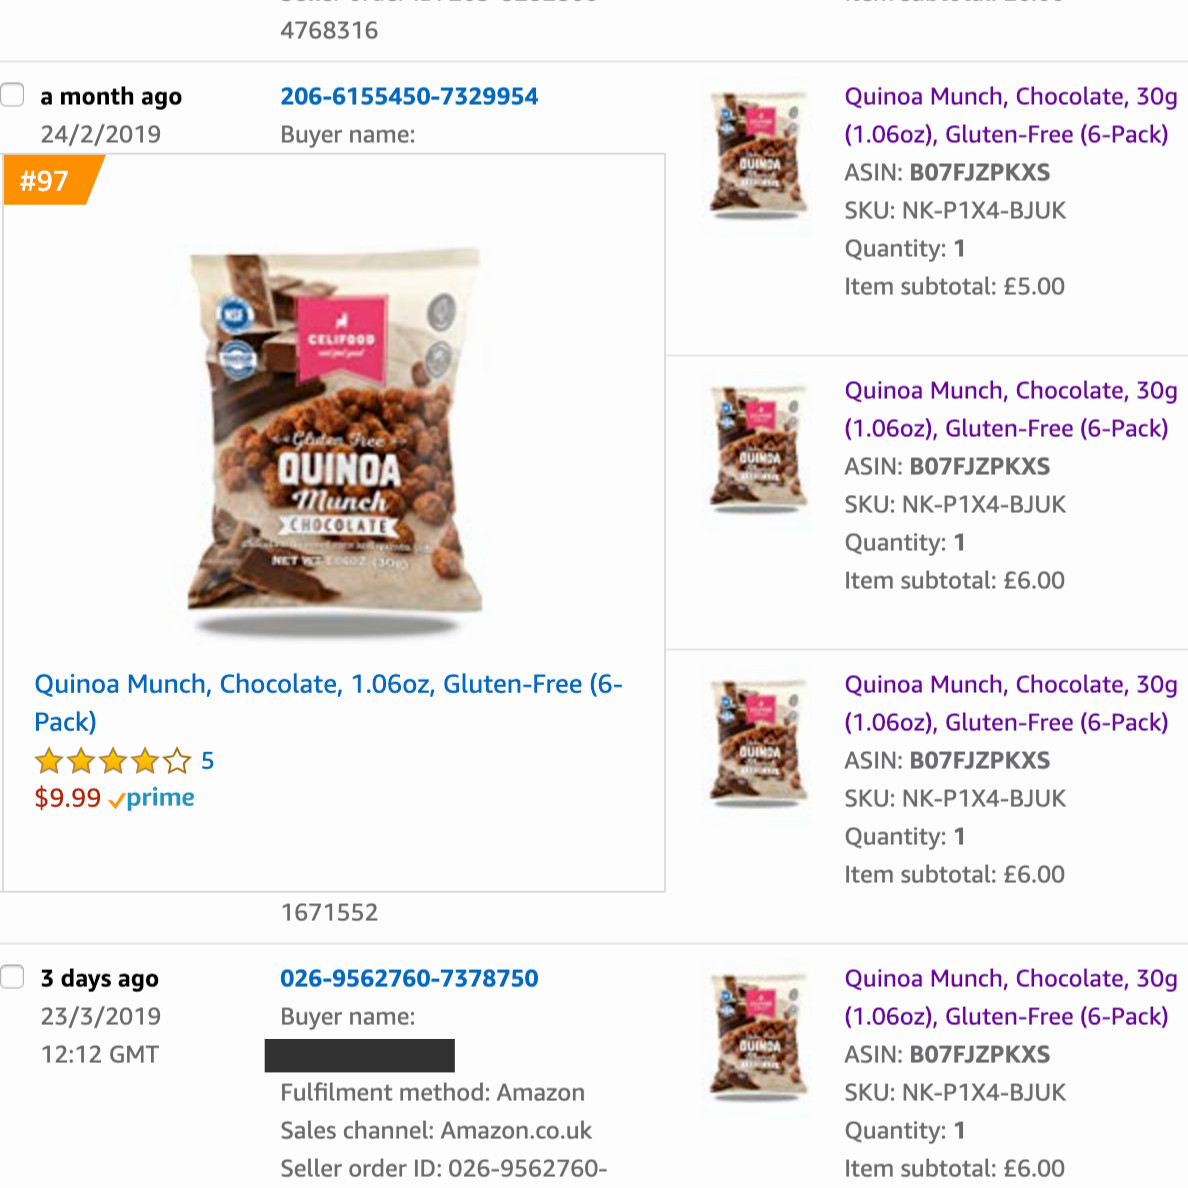 4768316
a month ago
24/2/2019
206-6155450-7329954
Buyer name:
Quinoa Munch, Chocolate, 30g
(1.06oz), Gluten-Free (6-Pack)
ASIN: B07FJZPKXS
SKU: NK-P1X4-BJUK
Quantity: 1
Item subtotal: £5.00
#97
NSF
CELIFOOD
Gluten Free
QUINOA
Munch
CHOCOLATE
NET WT 1.06OZ (30g)
Quinoa Munch, Chocolate, 1.06oz, Gluten-Free (6-
Pack)
5
$9.99 prime
Quinoa Munch, Chocolate, 30g
(1.06oz), Gluten-Free (6-Pack)
ASIN: B07FJZPKXS
SKU: NK-P1X4-BJUK
Quantity: 1
Item subtotal: £6.00
Quinoa Munch, Chocolate, 30g
(1.06oz), Gluten-Free (6-Pack)
ASIN: B07FJZPKXS
SKU: NK-P1X4-BJUK
Quantity: 1
Item subtotal: £6.00
1671552
3 days ago
23/3/2019
12:12 GMT
026-9562760-7378750
Buyer name:
Fulfilment method: Amazon
Sales channel: Amazon.co.uk
Seller order ID: 026-9562760-
Quinoa Munch, Chocolate, 30g
(1.06oz), Gluten-Free (6-Pack)
ASIN: B07FJZPKXS
SKU: NK-P1X4-BJUK
Quantity: 1
Item subtotal: £6.00